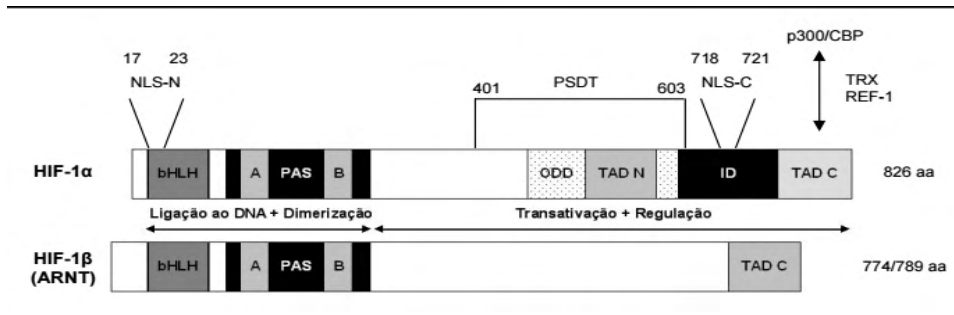 p300/CBP
17 23 718 721
NLS-N PSDT NLS-C TRX
401 603 REF-1
HIF-1α bHLH A PAS B ODD TAD N ID TAD C 826 aa
Ligação ao DNA + Dimerização Transativação + Regulação
HIF-1β bHLH A PAS B TAD C 774/789 aa
(ARNT)